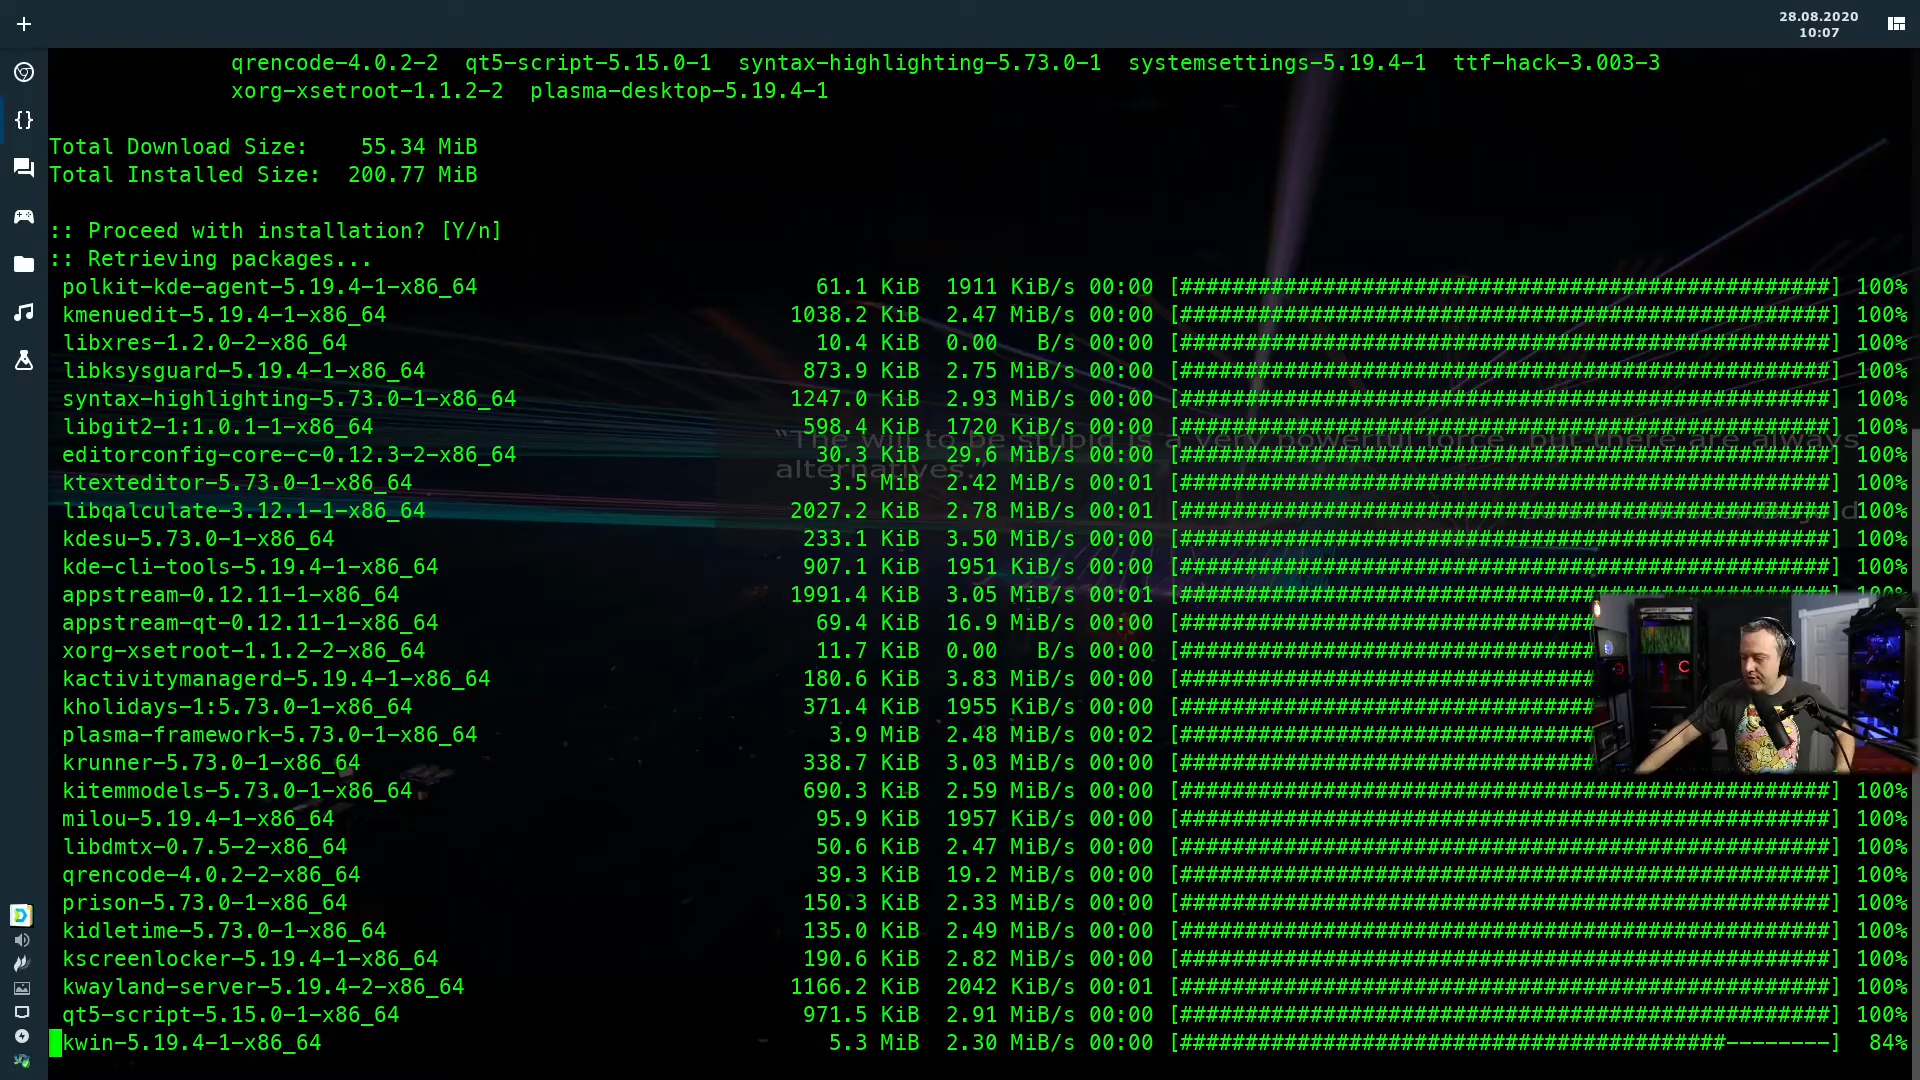 28.08.2020
10:07
qrencode-4.0.2-2 qt5-script-5.15.0-1 syntax-highlighting-5.73.0-1 systemsettings-5.19.4-1 ttf-hack-3.003-3
xorg-xsetroot-1.1.2-2 plasma-desktop-5.19.4-1
Total Download Size: 55.34 MiB
Total Installed Size: 200.77 MiB
:: Proceed with installation? [Y/n]
:: Retrieving packages...
polkit-kde-agent-5.19.4-1-x86_64 61.1 KiB 1911 KiB/s 00:00 [##################################################] 100%
kmenuedit-5.19.4-1-x86_64 1038.2 KiB 2.47 MiB/s 00:00 [##################################################] 100%
libxres-1.2.0-2-x86_64 10.4 KiB 0.00 B/s 00:00 [##################################################] 100%
libksysguard-5.19.4-1-x86_64 873.9 KiB 2.75 MiB/s 00:00 [##################################################] 100%
syntax-highlighting-5.73.0-1-x86_64 1247.0 KiB 2.93 MiB/s 00:00 [##################################################] 100%
libgit2-1:1.0.1-1-x86_64 598.4 KiB 1720 KiB/s 00:00 [##################################################] 100%
“The will to be stupid is a very powerful force, but there are always
editorconfig-core-c-0.12.3-2-x86_64 30.3 KiB 29.6 MiB/s 00:00 [##################################################] 100%
alternatives.”
ktexteditor-5.73.0-1-x86_64 3.5 MiB 2.42 MiB/s 00:01 [##################################################] 100%
libqalculate-3.12.1-1-x86_64 2027.2 KiB 2.78 MiB/s 00:01 [##################################################] 100%
kdesu-5.73.0-1-x86_64 233.1 KiB 3.50 MiB/s 00:00 [##################################################] 100%
kde-cli-tools-5.19.4-1-x86_64 907.1 KiB 1951 KiB/s 00:00 [##################################################] 100%
appstream-0.12.11-1-x86_64 1991.4 KiB 3.05 MiB/s 00:01 [##################################################] 100%
appstream-qt-0.12.11-1-x86_64 69.4 KiB 16.9 MiB/s 00:00 [################################
xorg-xsetroot-1.1.2-2-x86_64 11.7 KiB 0.00 B/s 00:00 [################################
kactivitymanagerd-5.19.4-1-x86_64 180.6 KiB 3.83 MiB/s 00:00 [################################
kholidays-1:5.73.0-1-x86_64 371.4 KiB 1955 KiB/s 00:00 [################################
plasma-framework-5.73.0-1-x86_64 3.9 MiB 2.48 MiB/s 00:02 [################################
krunner-5.73.0-1-x86_64 338.7 KiB 3.03 MiB/s 00:00 [################################
kitemmodels-5.73.0-1-x86_64 690.3 KiB 2.59 MiB/s 00:00 [##################################################] 100%
milou-5.19.4-1-x86_64 95.9 KiB 1957 KiB/s 00:00 [##################################################] 100%
libdmtx-0.7.5-2-x86_64 50.6 KiB 2.47 MiB/s 00:00 [##################################################] 100%
qrencode-4.0.2-2-x86_64 39.3 KiB 19.2 MiB/s 00:00 [##################################################] 100%
prison-5.73.0-1-x86_64 150.3 KiB 2.33 MiB/s 00:00 [##################################################] 100%
kidletime-5.73.0-1-x86_64 135.0 KiB 2.49 MiB/s 00:00 [##################################################] 100%
kscreenlocker-5.19.4-1-x86_64 190.6 KiB 2.82 MiB/s 00:00 [##################################################] 100%
kwayland-server-5.19.4-2-x86_64 1166.2 KiB 2042 KiB/s 00:01 [##################################################] 100%
qt5-script-5.15.0-1-x86_64 971.5 KiB 2.91 MiB/s 00:00 [##################################################] 100%
kwin-5.19.4-1-x86_64 5.3 MiB 2.30 MiB/s 00:00 [##########################################--------] 84%